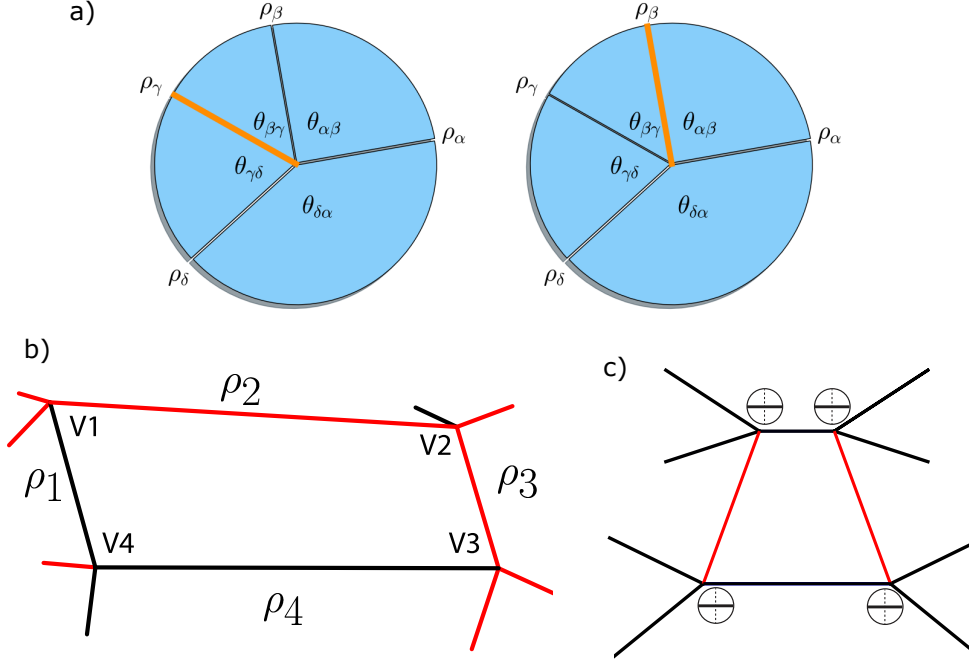 a)
ρβ ρβ
ργ ργ
θβγ θαβ θβγ θαβ
ρα ρα
θγδ θγδ
θδα θδα
ρδ ρδ
b)
c)
ρ2
V1
V2
ρ1
ρ3
V4
V3
ρ4